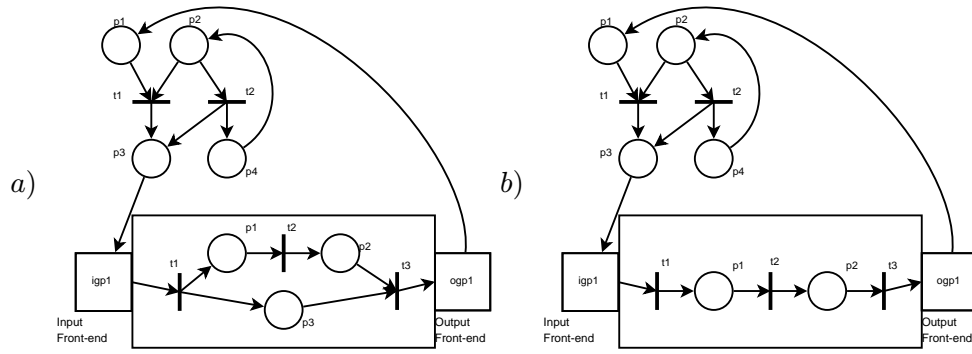 a)
p1
p2
t1
t2
p3
p4
p1
t2
p2
t1
t3
igp1
ogp1
p3
Input
Front-end
Output
Front-end
b)
p1
p2
t1
t2
p3
p4
t1
p1
t2
p2
t3
igp1
ogp1
Input
Front-end
Output
Front-end